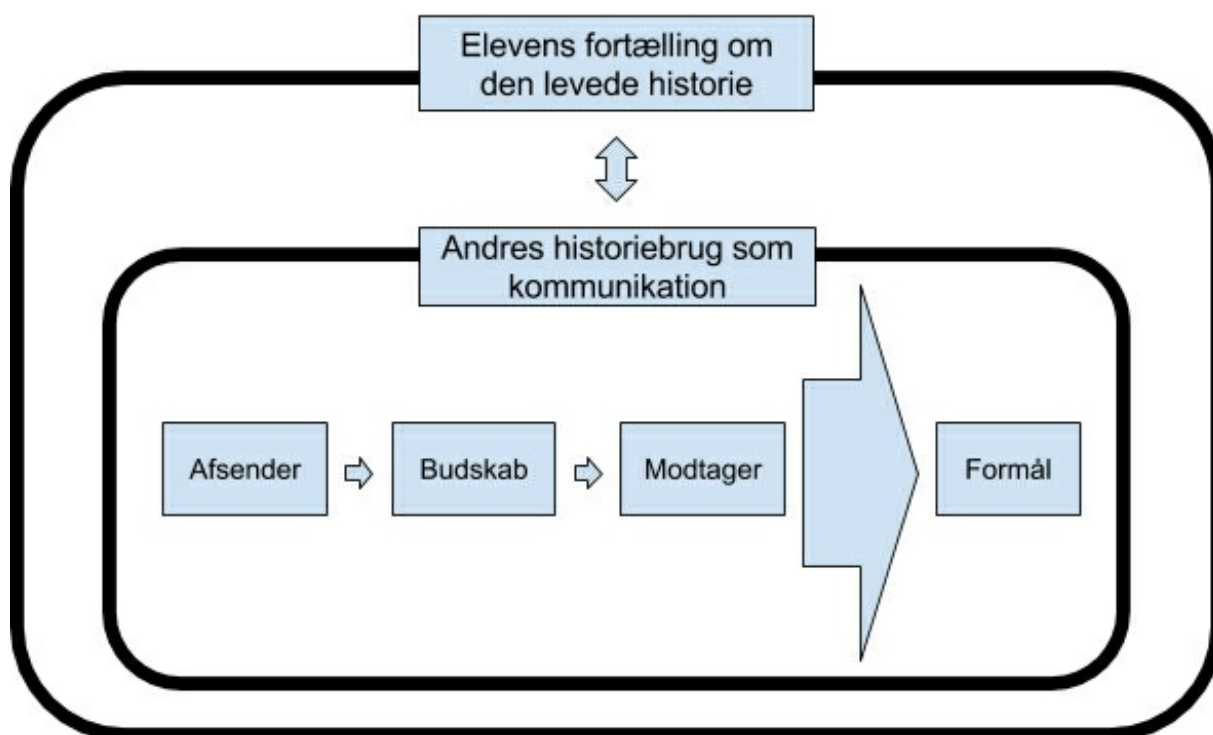 Elevens fortælling om
den levede historie
Andres historiebrug som
kommunikation
Afsender
Budskab
Modtager
Formål